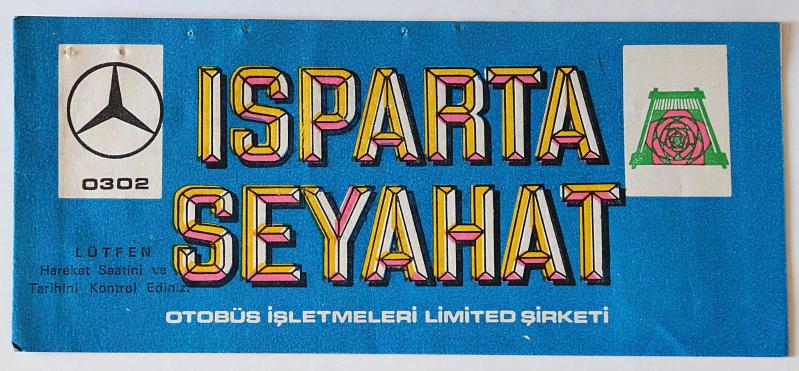 0302
ISPARTA
SEYAHAT
LÜTFEN
Hareket Saatini ve
Tarihini Kontrol Ediniz.
OTOBÜS İŞLETMELERİ LİMİTED ŞİRKETİ